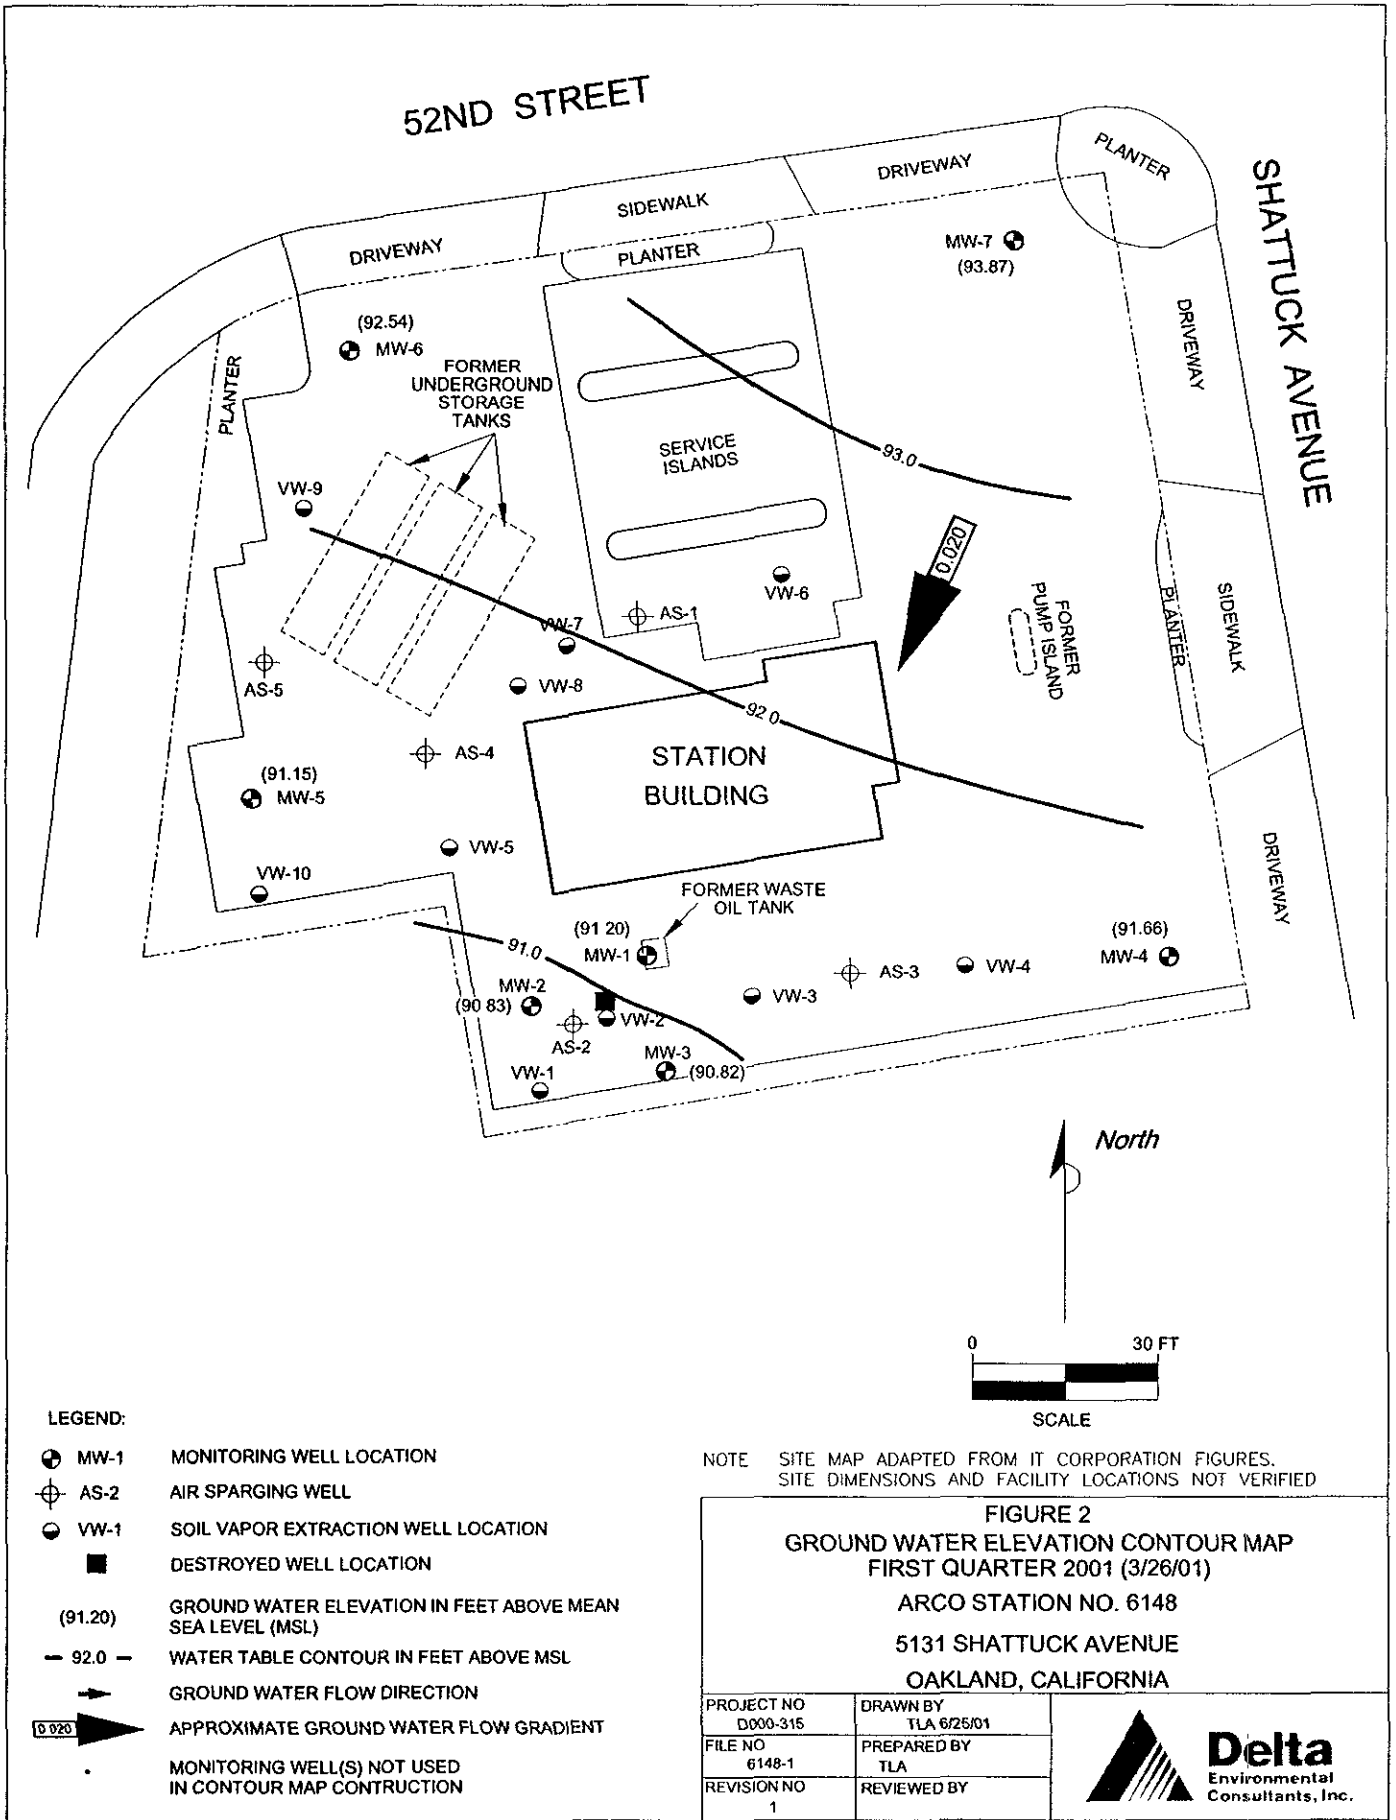 52ND STREET
SHATTUCK AVENUE
PLANTER
DRIVEWAY
SIDEWALK
DRIVEWAY
PLANTER
MW-7
(93.87)
(92.54)
MW-6
PLANTER
FORMER
UNDERGROUND
STORAGE
TANKS
DRIVEWAY
SERVICE
ISLANDS
93.0
VW-9
0.020
VW-6
AS-1
VW-7
FORMER
PUMP ISLAND
PLANTER
SIDEWALK
AS-5
VW-8
92.0
AS-4
STATION
BUILDING
(91.15)
MW-5
VW-5
VW-10
DRIVEWAY
FORMER WASTE
OIL TANK
(91 20)
MW-1
91.0
(91.66)
MW-4
VW-4
AS-3
VW-3
MW-2
(90 83)
VW-2
AS-2
MW-3
(90.82)
VW-1
North
0 30 FT
SCALE
LEGEND:
MW-1 MONITORING WELL LOCATION
AS-2 AIR SPARGING WELL
VW-1 SOIL VAPOR EXTRACTION WELL LOCATION
DESTROYED WELL LOCATION
(91.20) GROUND WATER ELEVATION IN FEET ABOVE MEAN
SEA LEVEL (MSL)
92.0 WATER TABLE CONTOUR IN FEET ABOVE MSL
GROUND WATER FLOW DIRECTION
0 020 APPROXIMATE GROUND WATER FLOW GRADIENT
MONITORING WELL(S) NOT USED
IN CONTOUR MAP CONTRUCTION
NOTE SITE MAP ADAPTED FROM IT CORPORATION FIGURES.
SITE DIMENSIONS AND FACILITY LOCATIONS NOT VERIFIED
FIGURE 2
GROUND WATER ELEVATION CONTOUR MAP
FIRST QUARTER 2001 (3/26/01)
ARCO STATION NO. 6148
5131 SHATTUCK AVENUE
OAKLAND, CALIFORNIA
PROJECT NO
D000-315
DRAWN BY
TLA 6/25/01
FILE NO
6148-1
PREPARED BY
TLA
REVISION NO
1
REVIEWED BY
Delta
Environmental
Consultants, Inc.